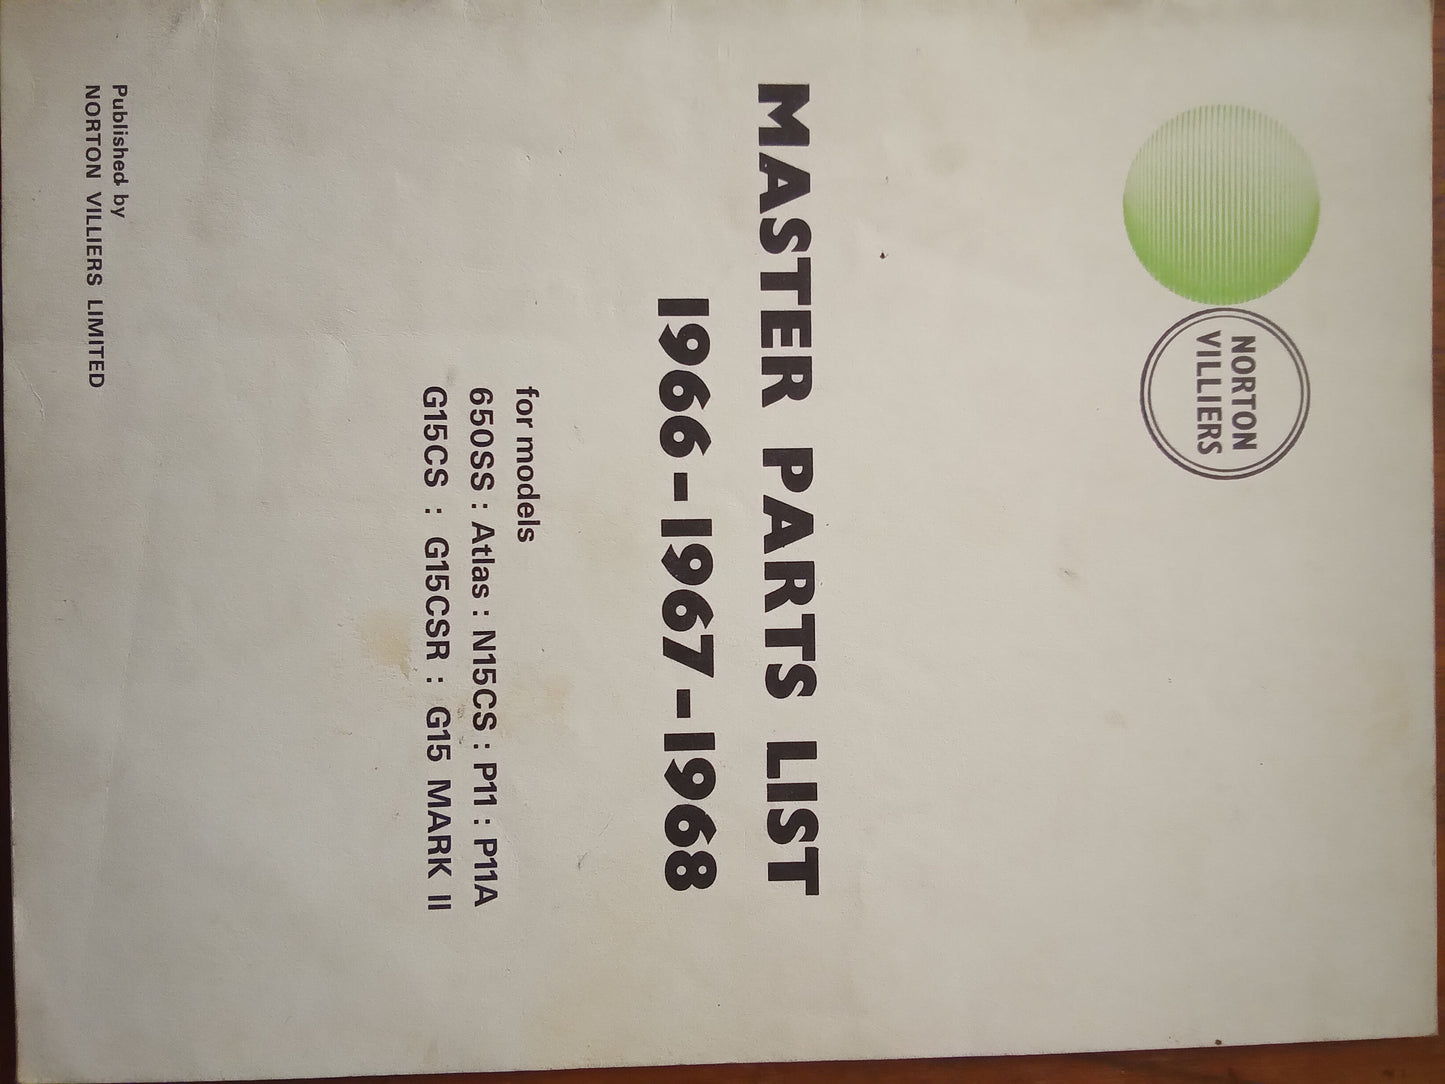 NORTON
VILLIERS
MASTER PARTS LIST
1966-1967-1968
for models
650SS : Atlas : N15CS : P11 : P11A
G15CS : G15CSR : G15 MARK II
Published by
NORTON VILLIERS LIMITED